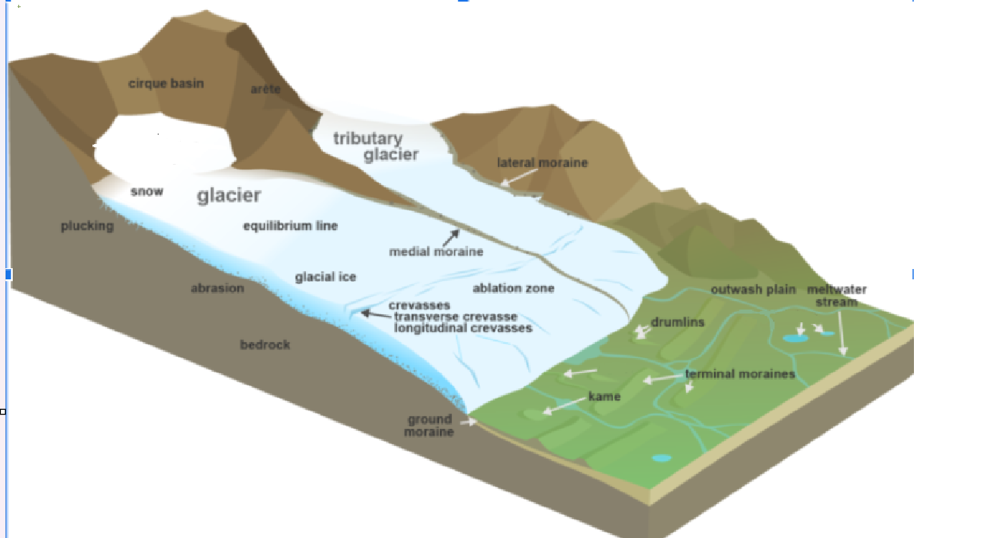 cirque basin
arête
tributary
glacier
lateral moraine
snow
glacier
plucking
equilibrium line
medial moraine
glacial ice
abrasion
ablation zone
outwash plain
meltwater
stream
crevasses
transverse crevasse
longitudinal crevasses
drumlins
bedrock
terminal moraines
kame
ground
moraine